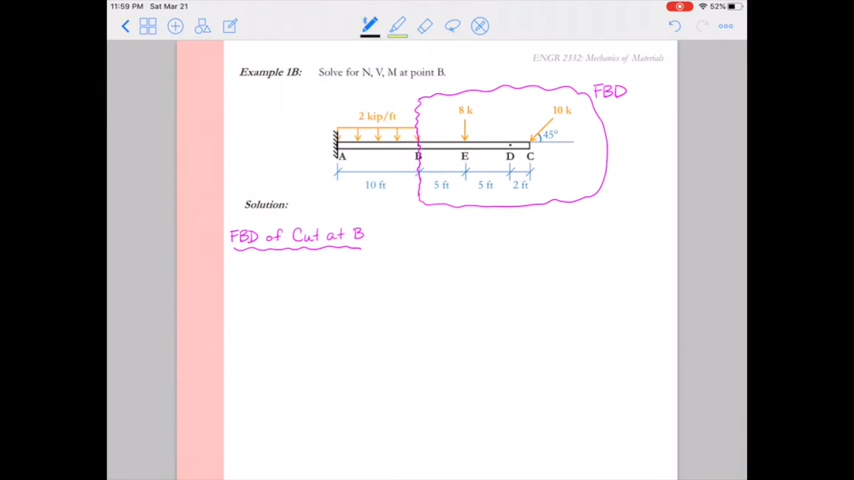 11:59 PM Sat Mar 21
52%
ENGR 2332: Mechanics of Materials
Example 1B: Solve for N, V, M at point B.
FBD
2 kip/ft
8 k
10 k
45°
A B E D C
10 ft 5 ft 5 ft 2 ft
Solution:
FBD of Cut at B